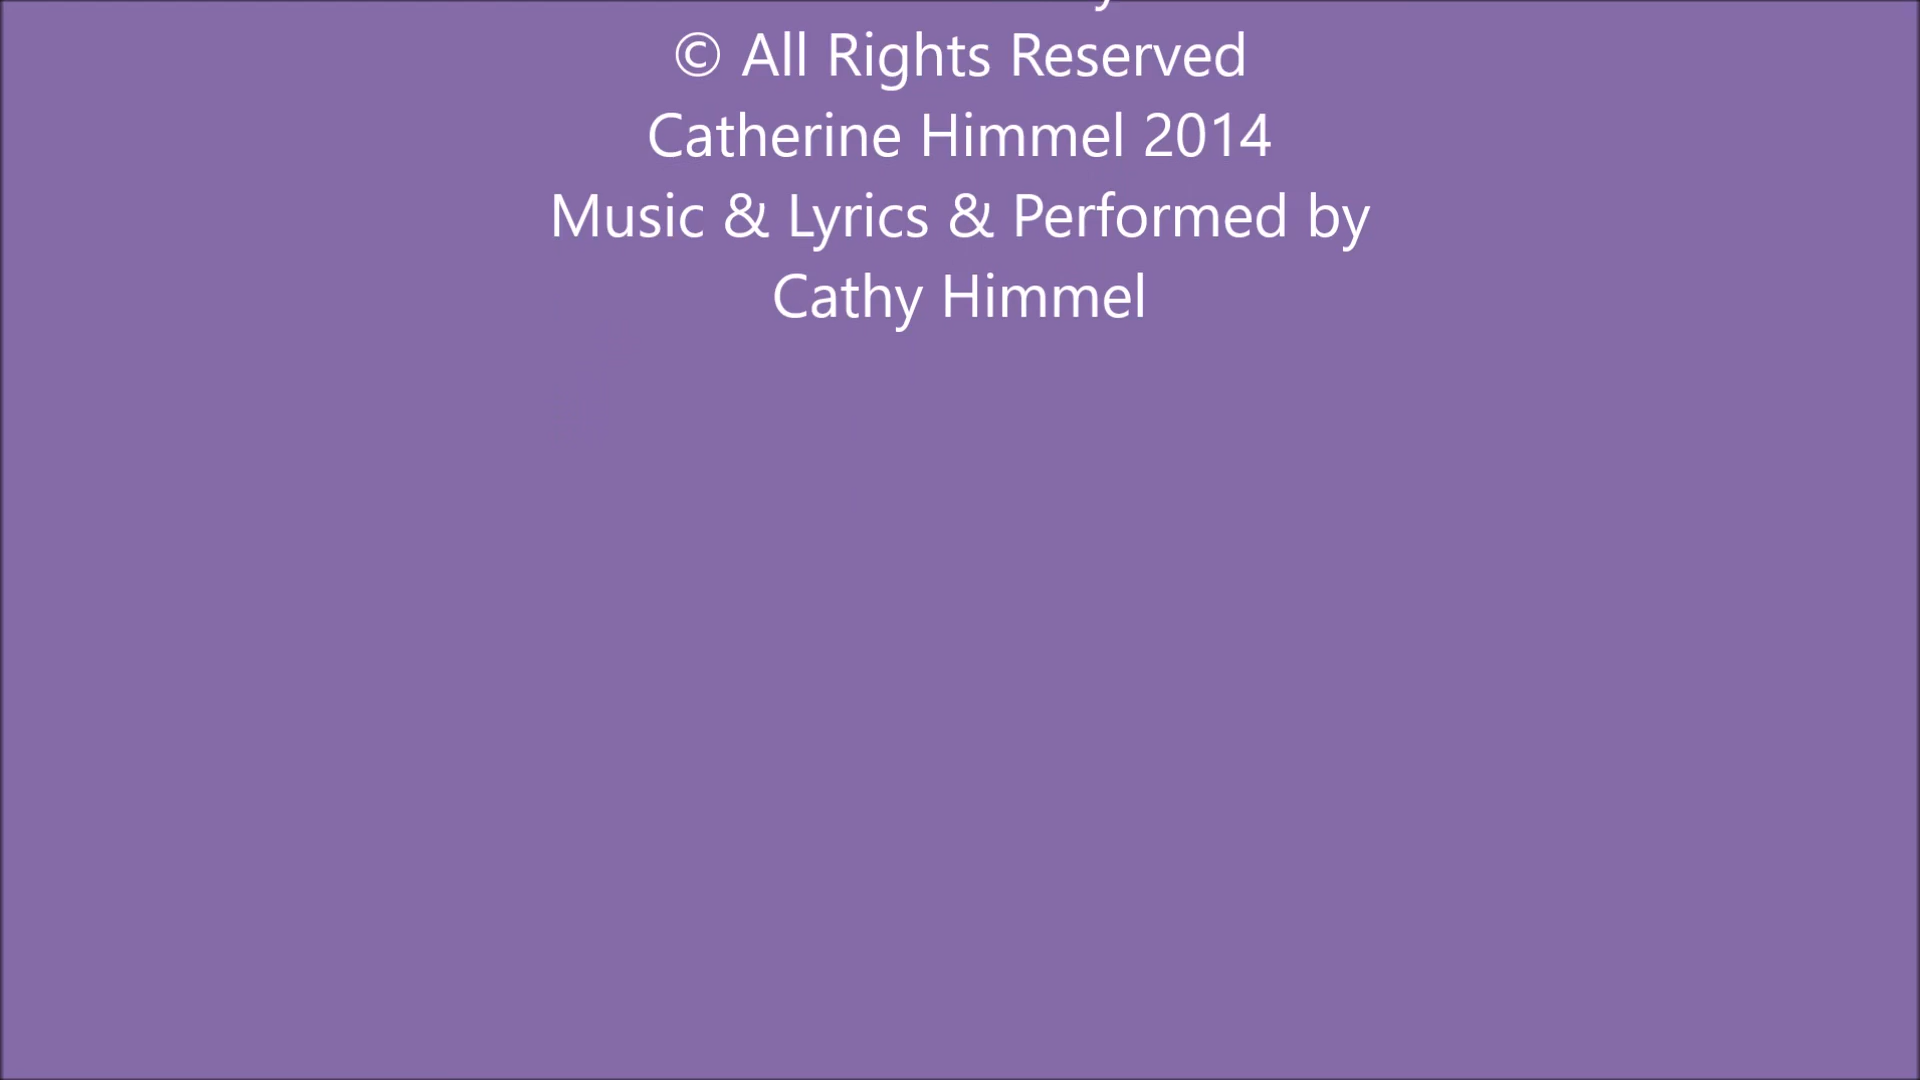 © All Rights Reserved
Catherine Himmel 2014
Music & Lyrics & Performed by
Cathy Himmel